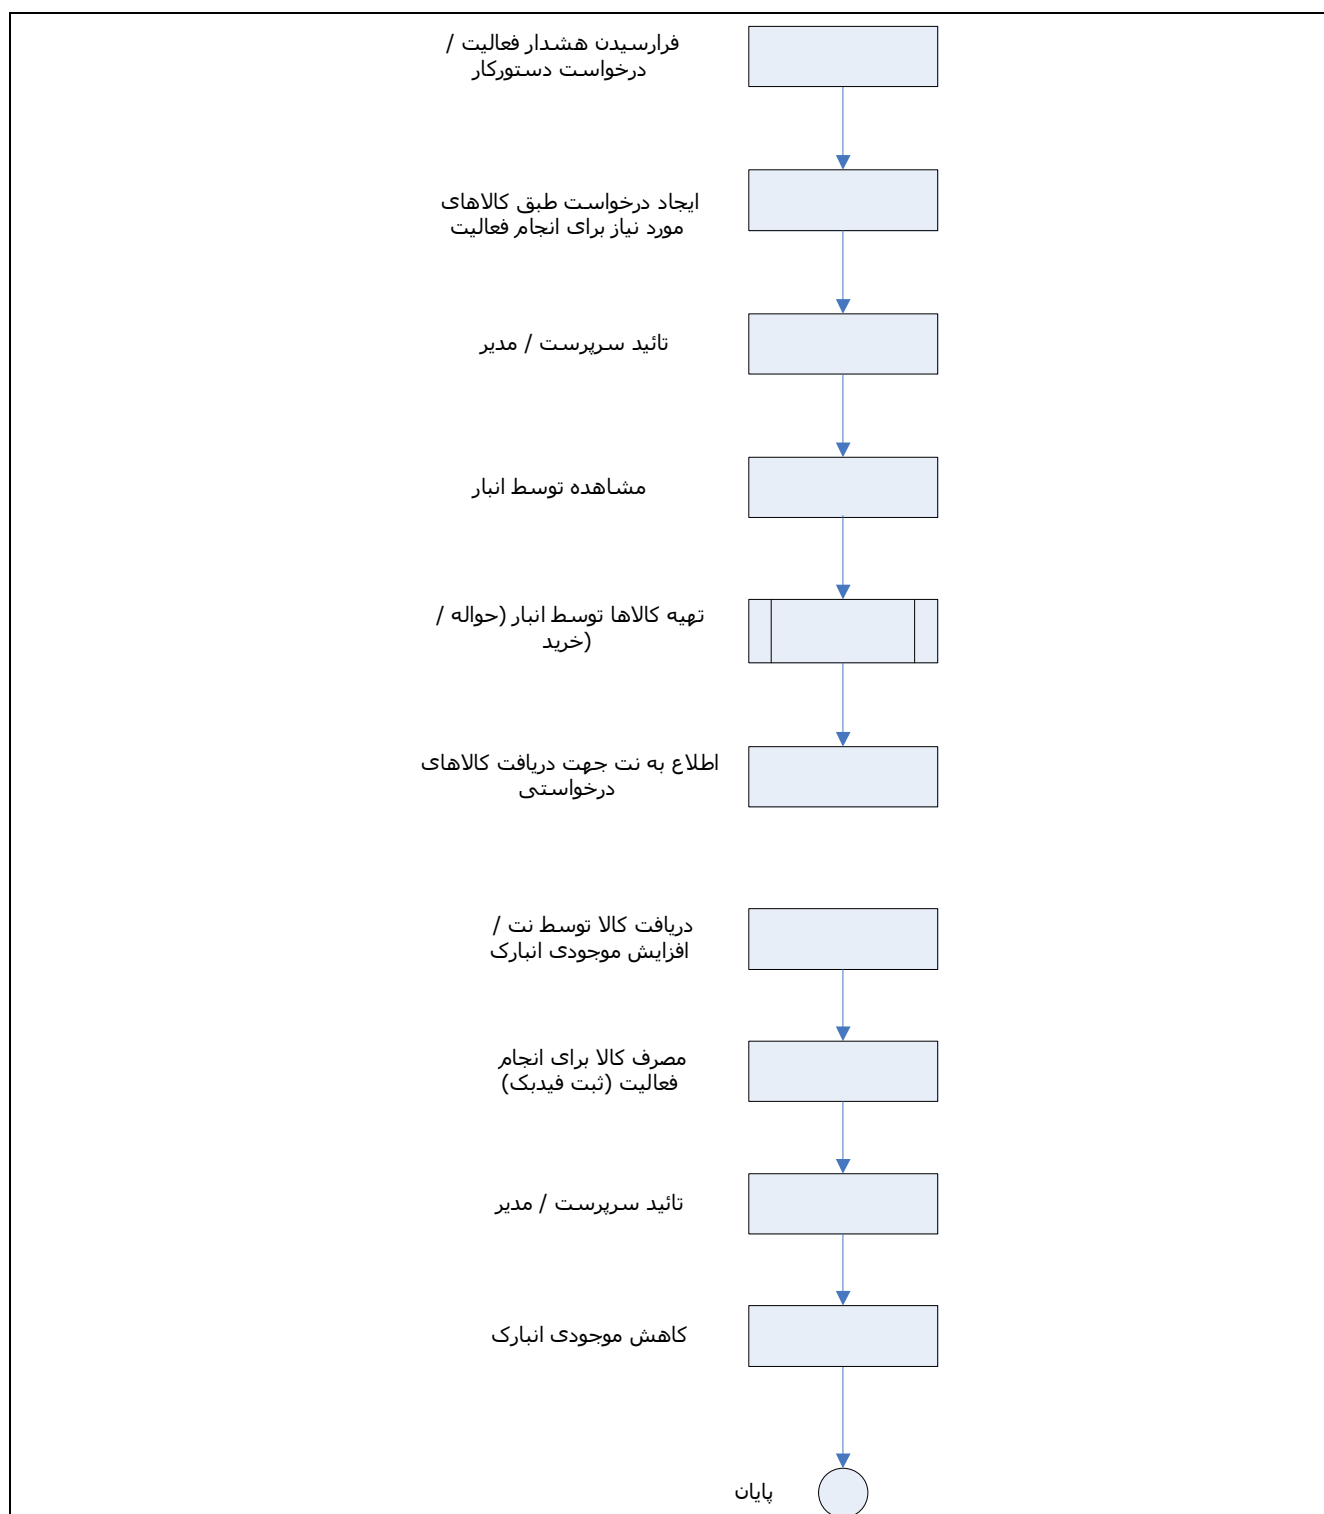 فرارسیدن هشدار فعالیت /
درخواست دستورکار
ایجاد درخواست طبق کالاهای
مورد نیاز برای انجام فعالیت
تائید سرپرست / مدیر
مشاهده توسط انبار
تهیه کالاها توسط انبار (حواله /
خرید)
اطلاع به نت جهت دریافت کالاهای
درخواستی
دریافت کالا توسط نت /
افزایش موجودی انبارک
مصرف کالا برای انجام
فعالیت (ثبت فیدبک)
تائید سرپرست / مدیر
کاهش موجودی انبارک
پایان